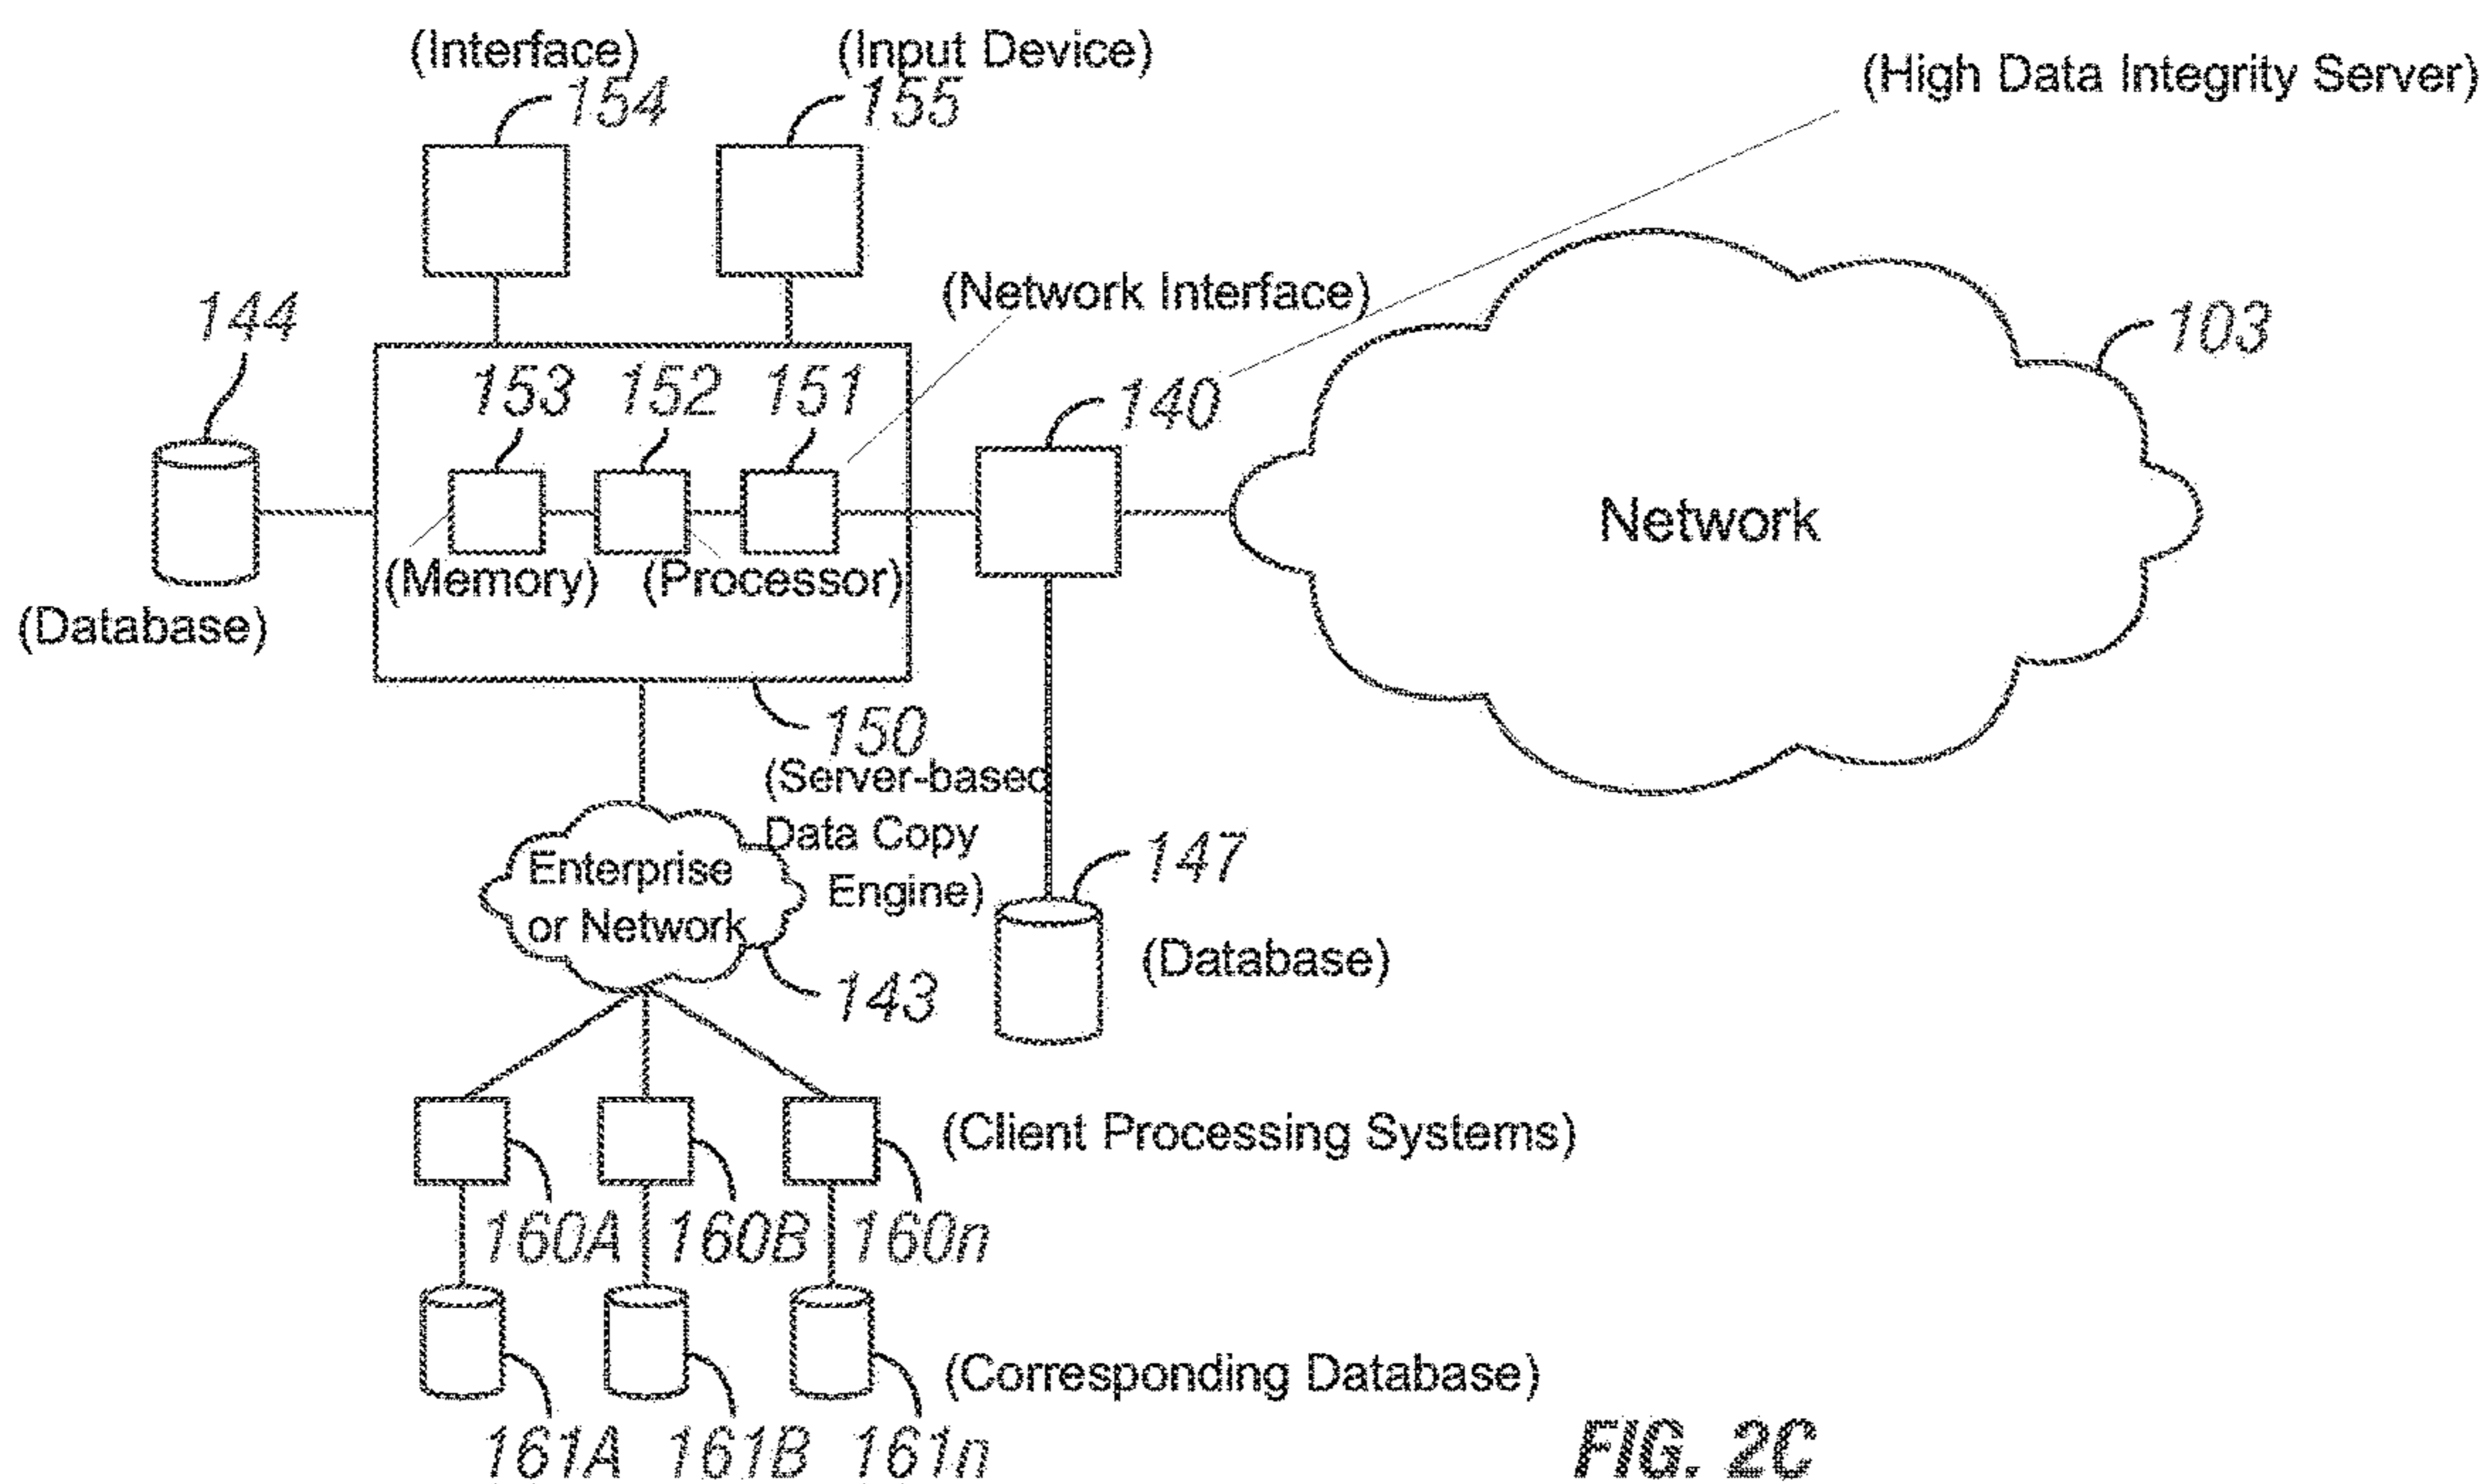 (Interface)
154
(Input Device)
155
(High Data Integrity Server)
144
(Network Interface)
103
153
152
151
140
Network
(Memory)
(Processor)
(Database)
150
(Server-based
Data Copy
Engine)
Enterprise
or Network
147
(Database)
143
(Client Processing Systems)
160A
160B
160n
(Corresponding Database)
161A
161B
161n
FIG. 2C